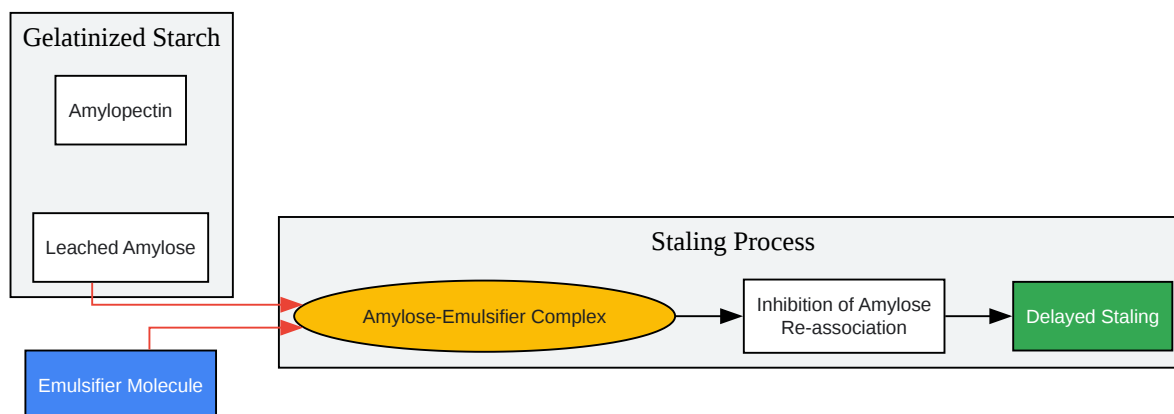 Gelatinized Starch
Amylopectin
Leached Amylose
Emulsifier Molecule
Staling Process
Amylose-Emulsifier Complex
Inhibition of Amylose
Re-association
Delayed Staling